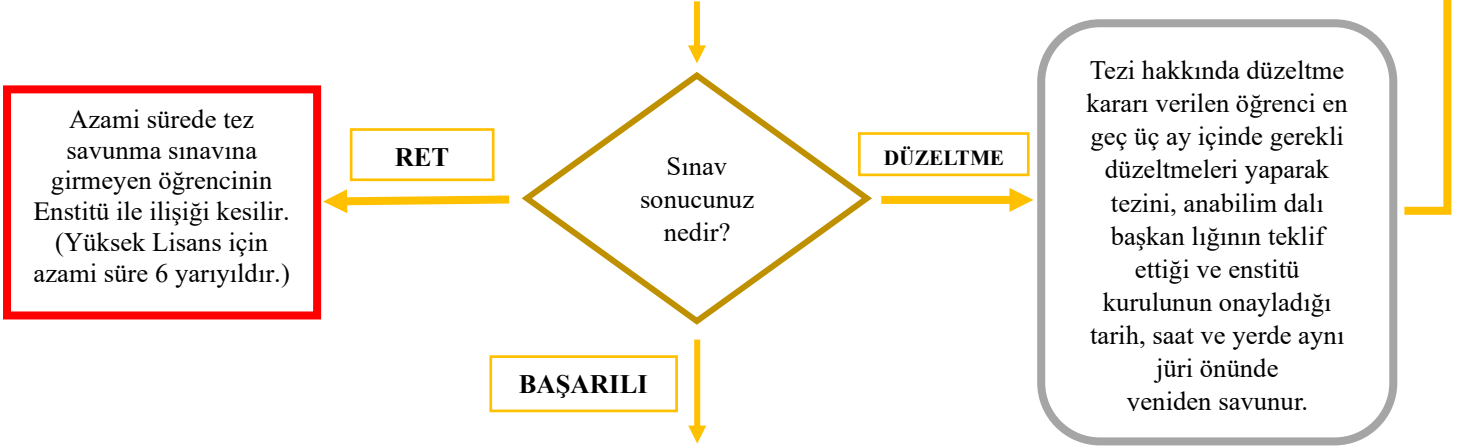 Azami sürede tez
savunma sınavına
girmeyen öğrencinin
Enstitü ile ilişiği kesilir.
(Yüksek Lisans için
azami süre 6 yarıyıldır.)
RET
Sınav
sonucunuz
nedir?
DÜZELTME
Tezi hakkında düzeltme
kararı verilen öğrenci en
geç üç ay içinde gerekli
düzeltmeleri yaparak
tezini, anabilim dalı
başkan lığının teklif
ettiği ve enstitü
kurulunun onayladığı
tarih, saat ve yerde aynı
jüri önünde
yeniden savunur.
BAŞARILI